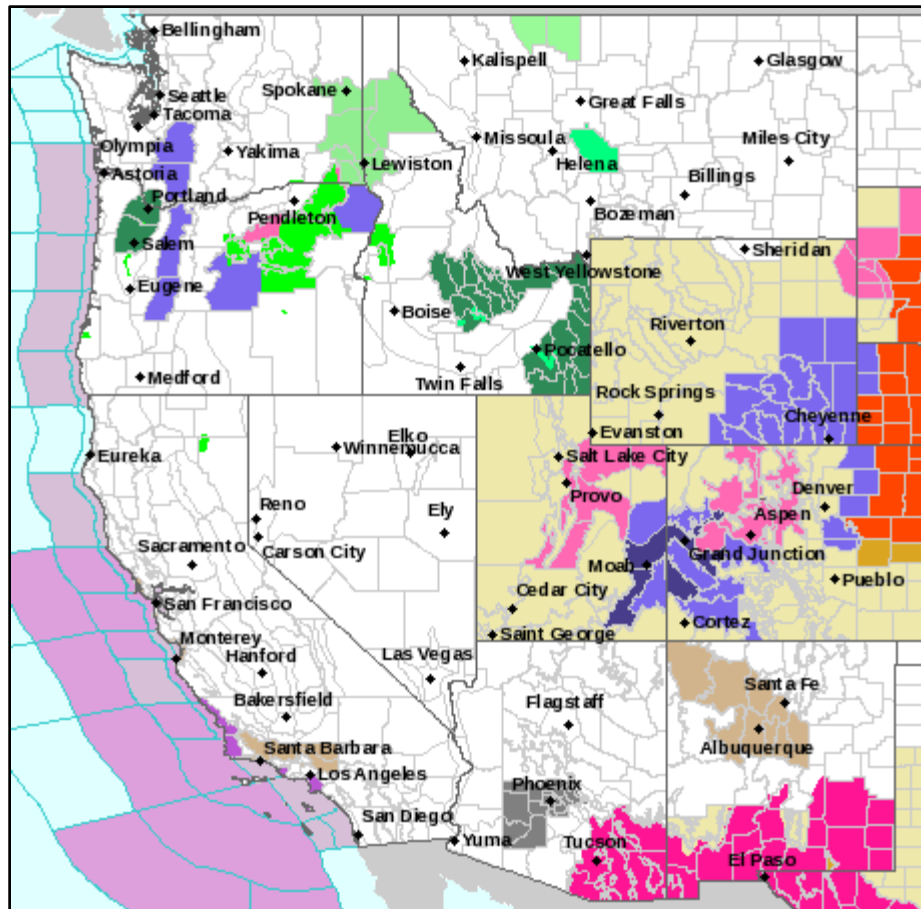 Bellingham
Kalispell
Glasgow
Spokane
Seattle
Great Falls
Tacoma
Olympia
Yakima
Missoula
Miles City
Astoria
Lewiston
Helena
Billings
Portland
Pendleton
Bozeman
Salem
West Yellowstone
Sheridan
Eugene
Boise
Riverton
Pocatello
Medford
Twin Falls
Rock Springs
Cheyenne
Evanston
Eureka
Elko
Winnemucca
Salt Lake City
Provo
Denver
Reno
Ely
Aspen
Sacramento
Carson City
Moab
Grand Junction
Pueblo
San Francisco
Cedar City
Cortez
Saint George
Monterey
Hanford
Las Vegas
Bakersfield
Flagstaff
Santa Fe
Santa Barbara
Albuquerque
Los Angeles
Phoenix
San Diego
Yuma
Tucson
El Paso